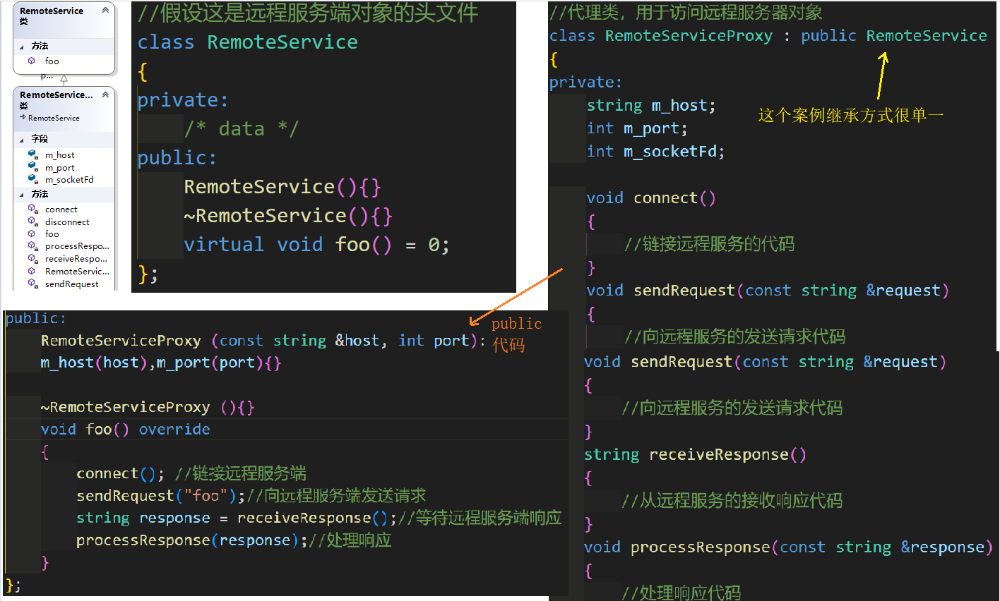 RemoteService
类
方法
foo
p...
RemoteService...
类
RemoteService
字段
m_host
m_port
m_socketFd
方法
connect
disconnect
foo
processRespo...
receiveRespo...
RemoteServic...
sendRequest
//假设这是远程服务端对象的头文件
class RemoteService
{
private:
/* data */
public:
RemoteService(){}
~RemoteService(){}
virtual void foo() = 0;
};
//代理类，用于访问远程服务器对象
class RemoteServiceProxy : public RemoteService
{
private:
string m_host;
int m_port;
int m_socketFd;
这个案例继承方式很单一
void connect()
{
//链接远程服务的代码
}
void sendRequest(const string &request)
{
//向远程服务的发送请求代码
void sendRequest(const string &request)
{
//向远程服务的发送请求代码
}
string receiveResponse()
{
//从远程服务的接收响应代码
}
void processResponse(const string &response)
{
//处理响应代码
public
代码
public:
RemoteServiceProxy (const string &host, int port):
m_host(host),m_port(port){}
~RemoteServiceProxy (){}
void foo() override
{
connect(); //链接远程服务端
sendRequest("foo");//向远程服务端发送请求
string response = receiveResponse();//等待远程服务端响应
processResponse(response);//处理响应
}
};